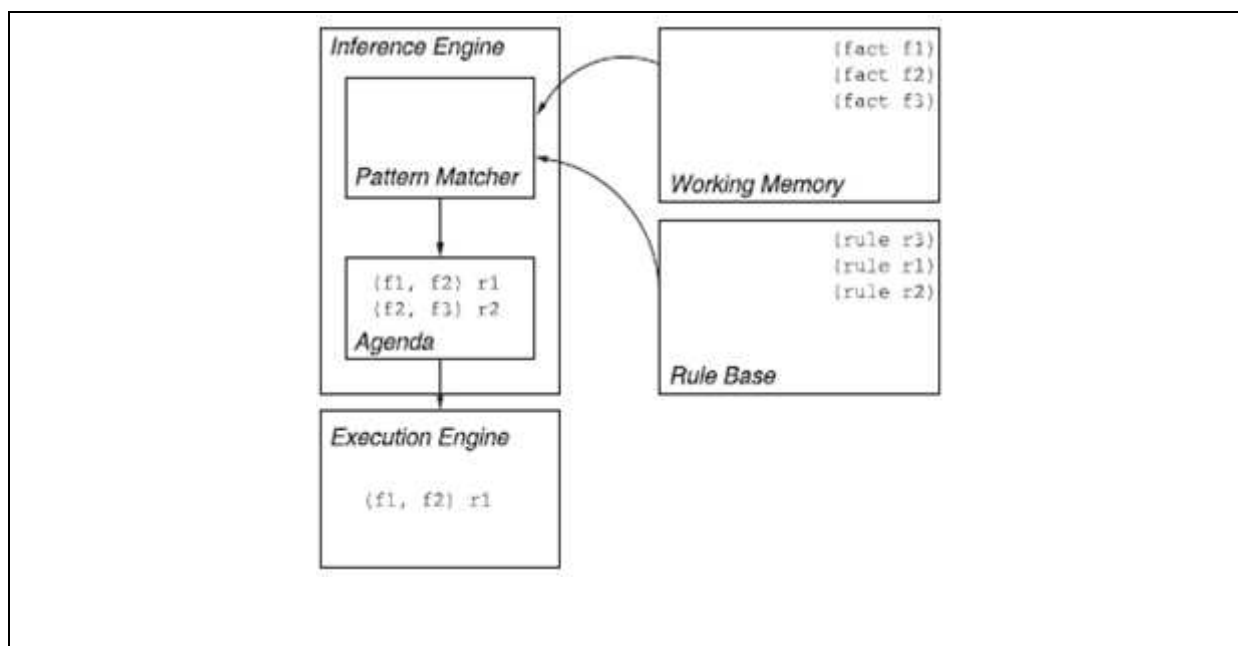 Inference Engine
Pattern Matcher
(f1, f2) r1
(f2, f3) r2
Agenda
Execution Engine
(f1, f2) r1
(fact f1)
(fact f2)
(fact f3)
Working Memory
(rule r3)
(rule r1)
(rule r2)
Rule Base